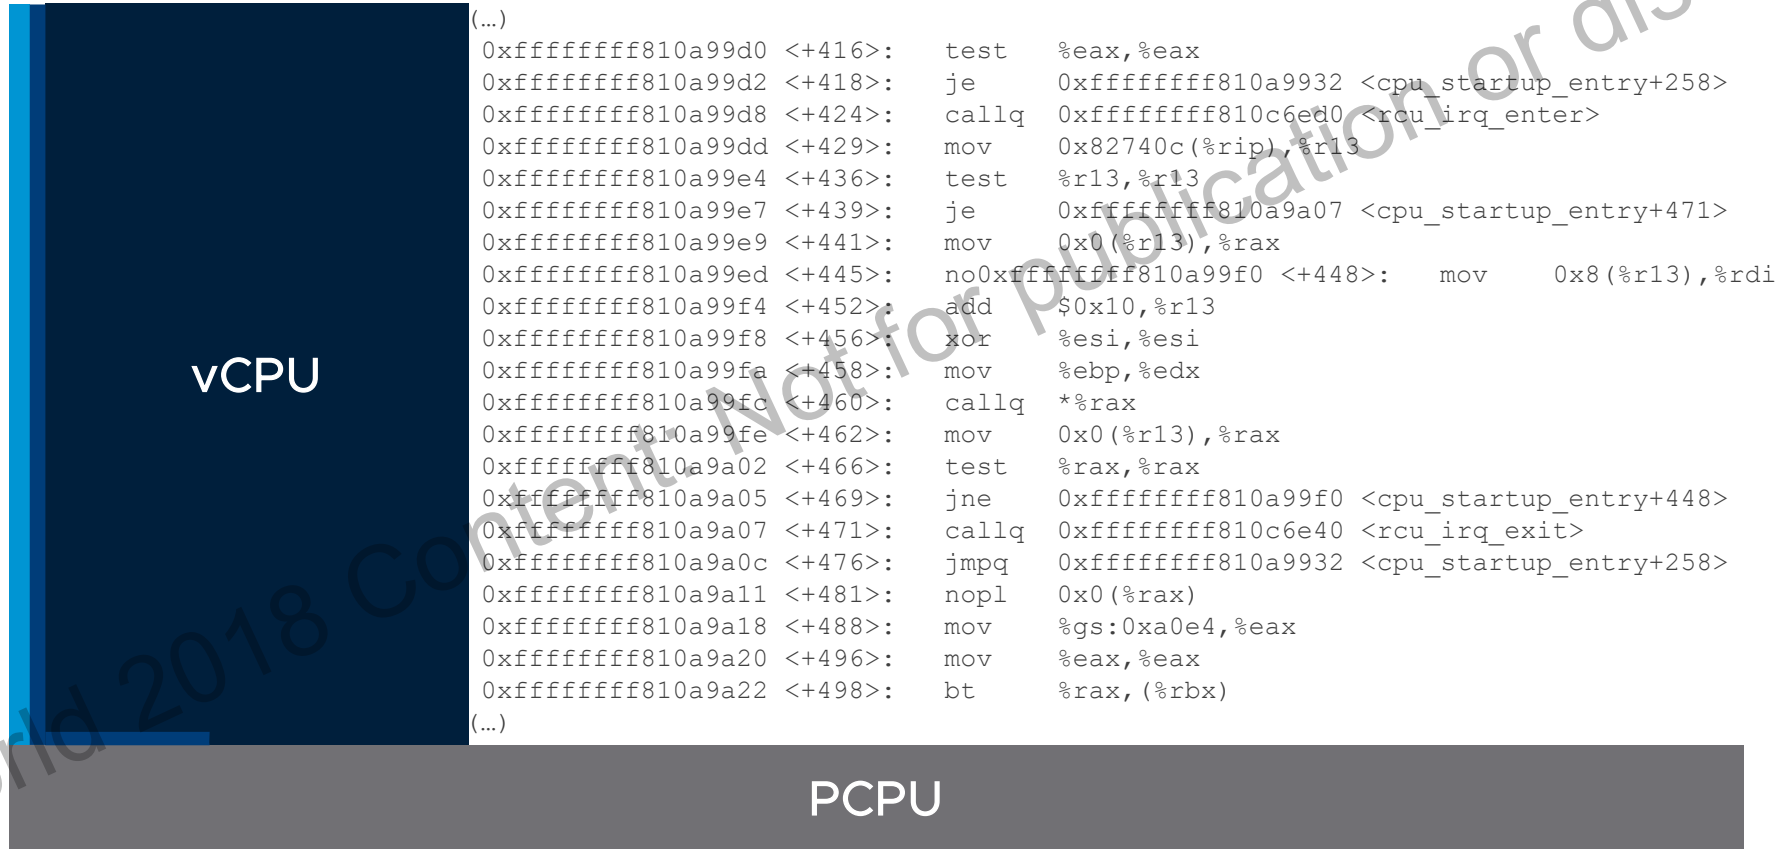 (…)
0xffffffff810a99d0 <+416>: test %eax,%eax
0xffffffff810a99d2 <+418>: je 0xffffffff810a9932 <cpu_startup_entry+258>
0xffffffff810a99d8 <+424>: callq 0xffffffff810c6ed0 <rcu_irq_enter>
0xffffffff810a99dd <+429>: mov 0x82740c(%rip),%r13
0xffffffff810a99e4 <+436>: test %r13,%r13
0xffffffff810a99e7 <+439>: je 0xffffffff810a9a07 <cpu_startup_entry+471>
0xffffffff810a99e9 <+441>: mov 0x0(%r13),%rax
0xffffffff810a99ed <+445>: no0xffffffff810a99f0 <+448>: mov 0x8(%r13),%rdi
0xffffffff810a99f4 <+452>: add $0x10,%r13
0xffffffff810a99f8 <+456>: xor %esi,%esi
0xffffffff810a99fa <+458>: mov %ebp,%edx
0xffffffff810a99fc <+460>: callq *%rax
0xffffffff810a99fe <+462>: mov 0x0(%r13),%rax
0xffffffff810a9a02 <+466>: test %rax,%rax
0xffffffff810a9a05 <+469>: jne 0xffffffff810a99f0 <cpu_startup_entry+448>
0xffffffff810a9a07 <+471>: callq 0xffffffff810c6e40 <rcu_irq_exit>
0xffffffff810a9a0c <+476>: jmpq 0xffffffff810a9932 <cpu_startup_entry+258>
0xffffffff810a9a11 <+481>: nopl 0x0(%rax)
0xffffffff810a9a18 <+488>: mov %gs:0xa0e4,%eax
0xffffffff810a9a20 <+496>: mov %eax,%eax
0xffffffff810a9a22 <+498>: bt %rax,(%rbx)
(…)
vCPU
PCPU
2018 Content: Not for publication or